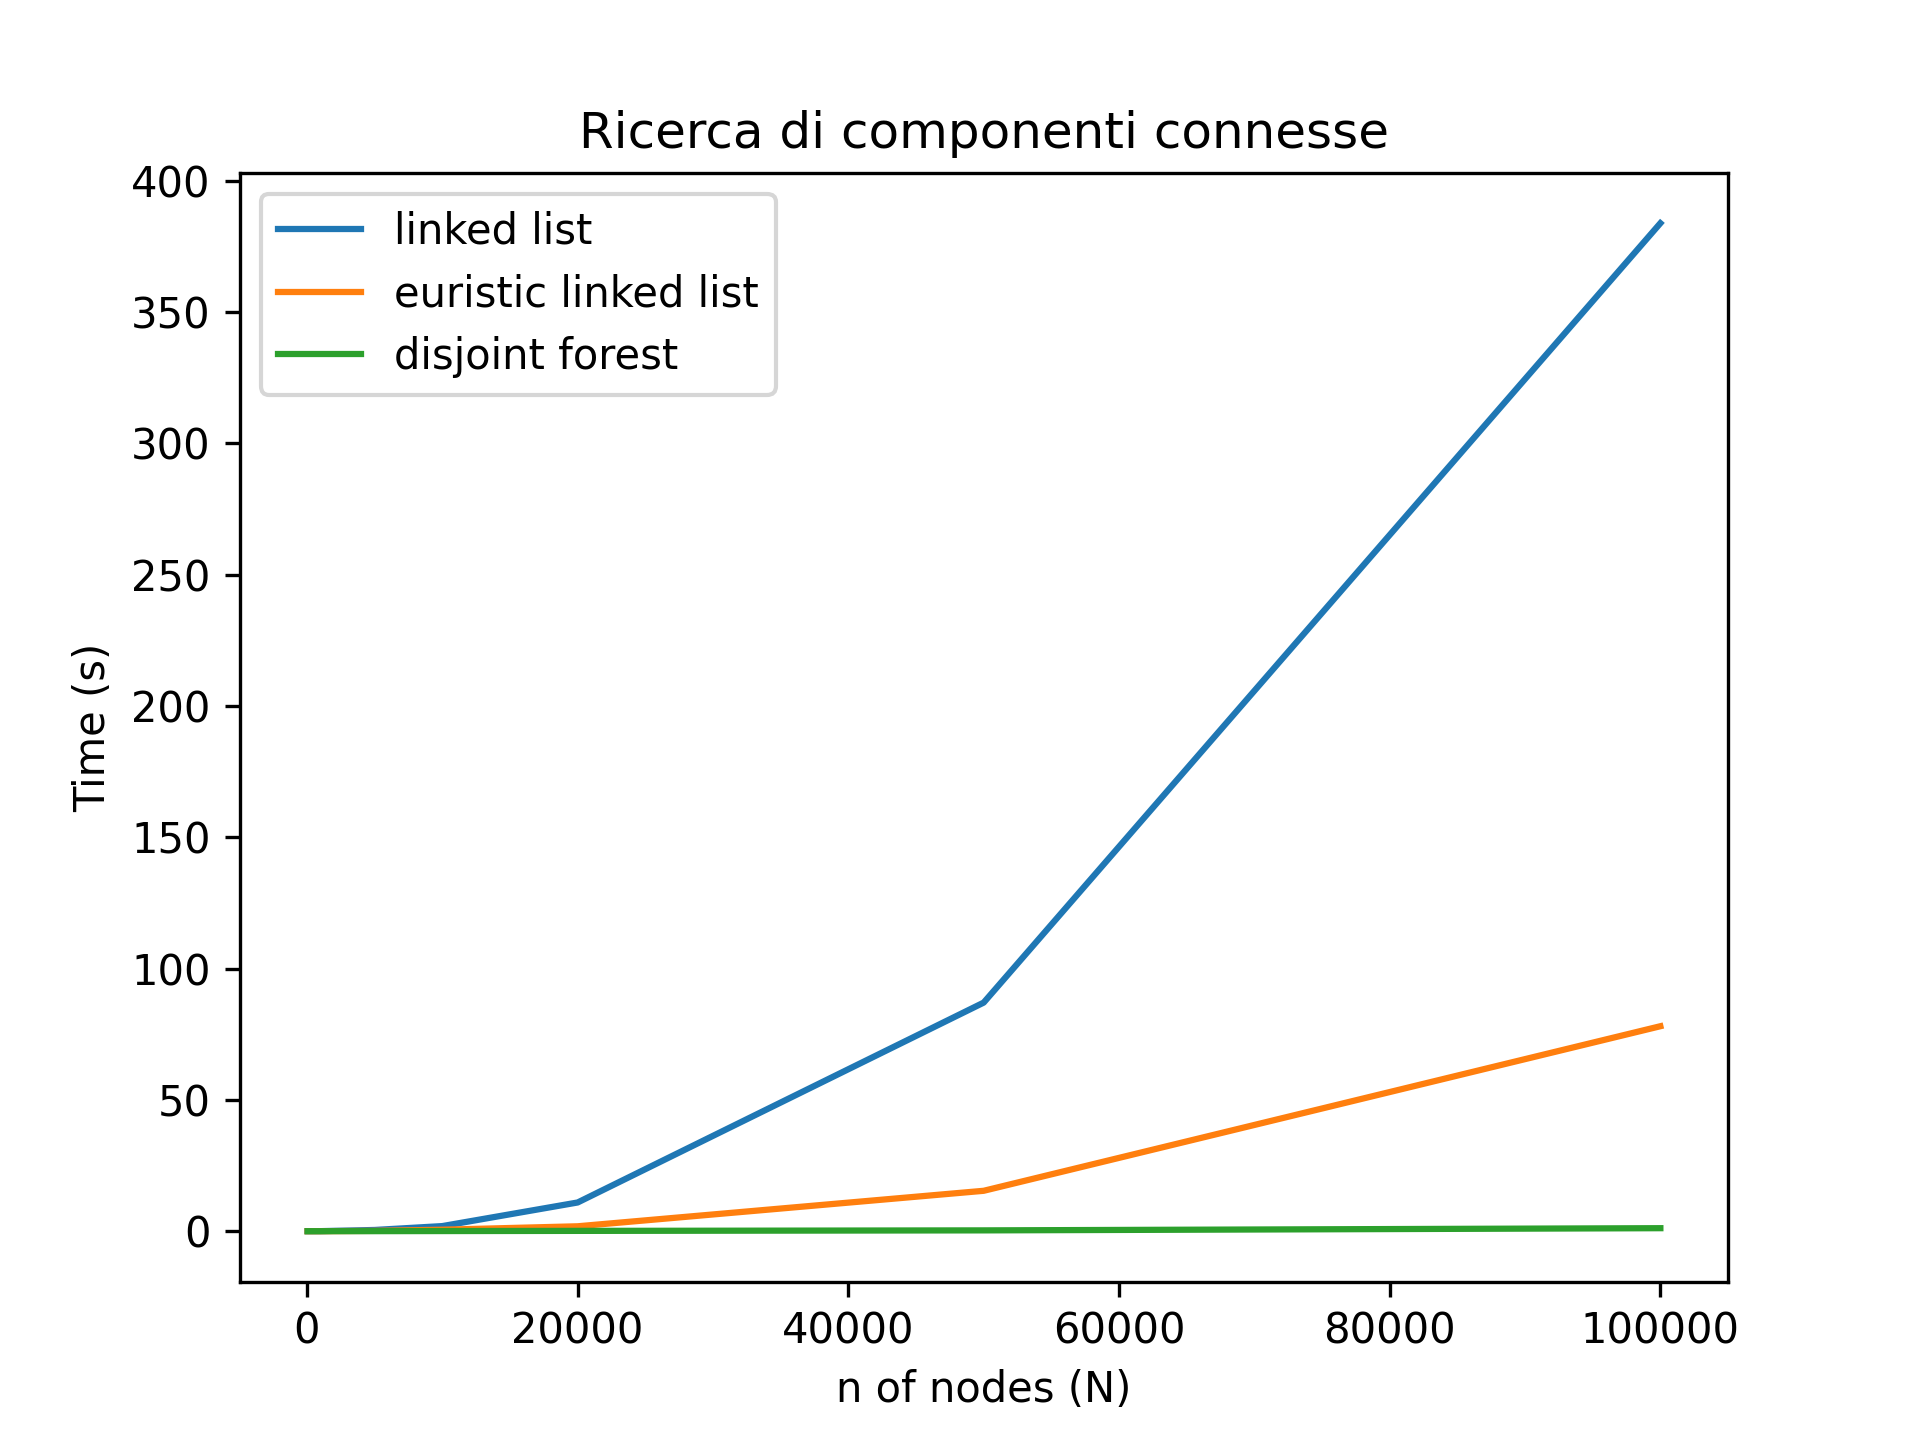 Ricerca di componenti connesse
400
350
300
250
200
150
100
50
0
Time (s)
linked list
euristic linked list
disjoint forest
0 20000 40000 60000 80000 100000
n of nodes (N)